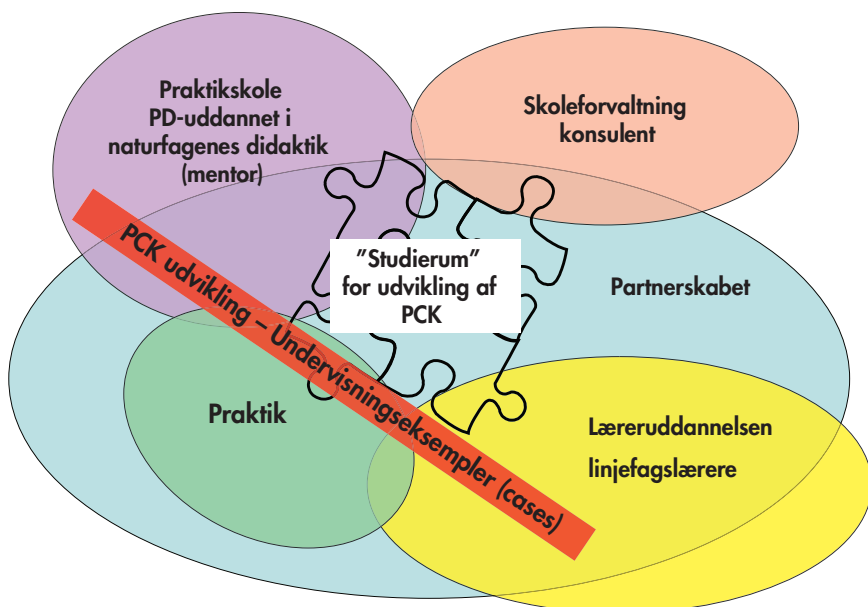 Praktikskole
PD-uddannet i
naturfagenes didaktik
(mentor)
Skoleforvaltning
konsulent
PCK udvikling – Undervisningseksempler (cases)
”Studierum”
for udvikling af
PCK
Partnerskabet
Praktik
Læreruddannelsen
linjefagslærere